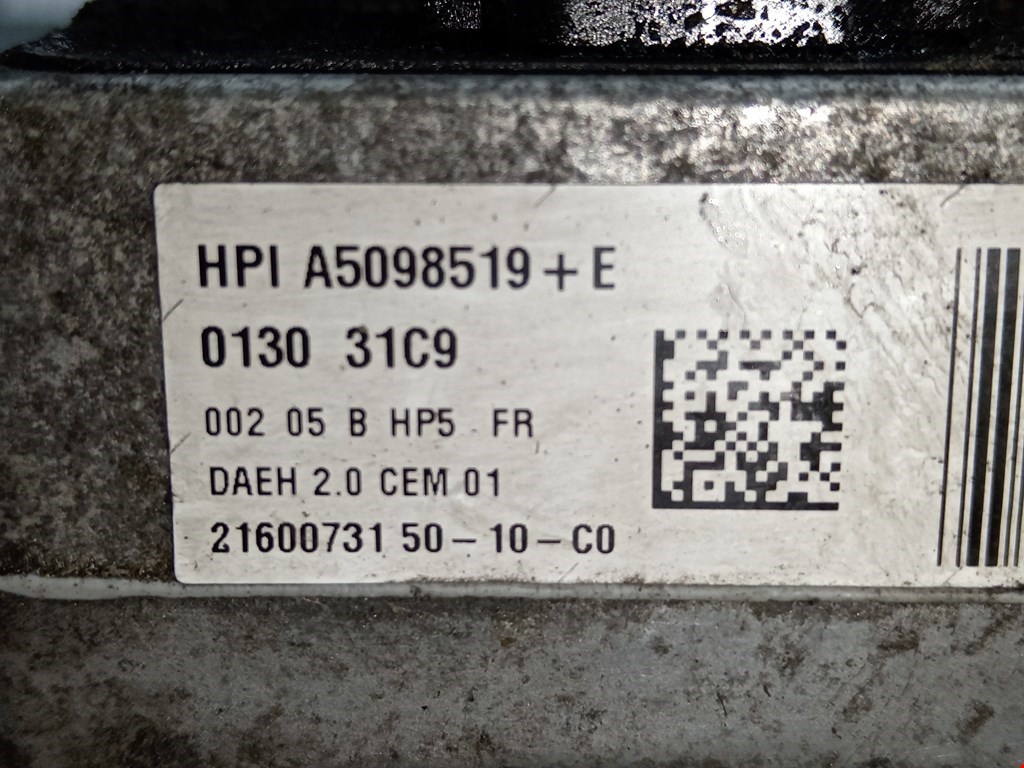 HPI A5098519+E
0130 31C9
002 05 B HP5 FR
DAEH 2.0 CEM 01
21600731 50-10-C0